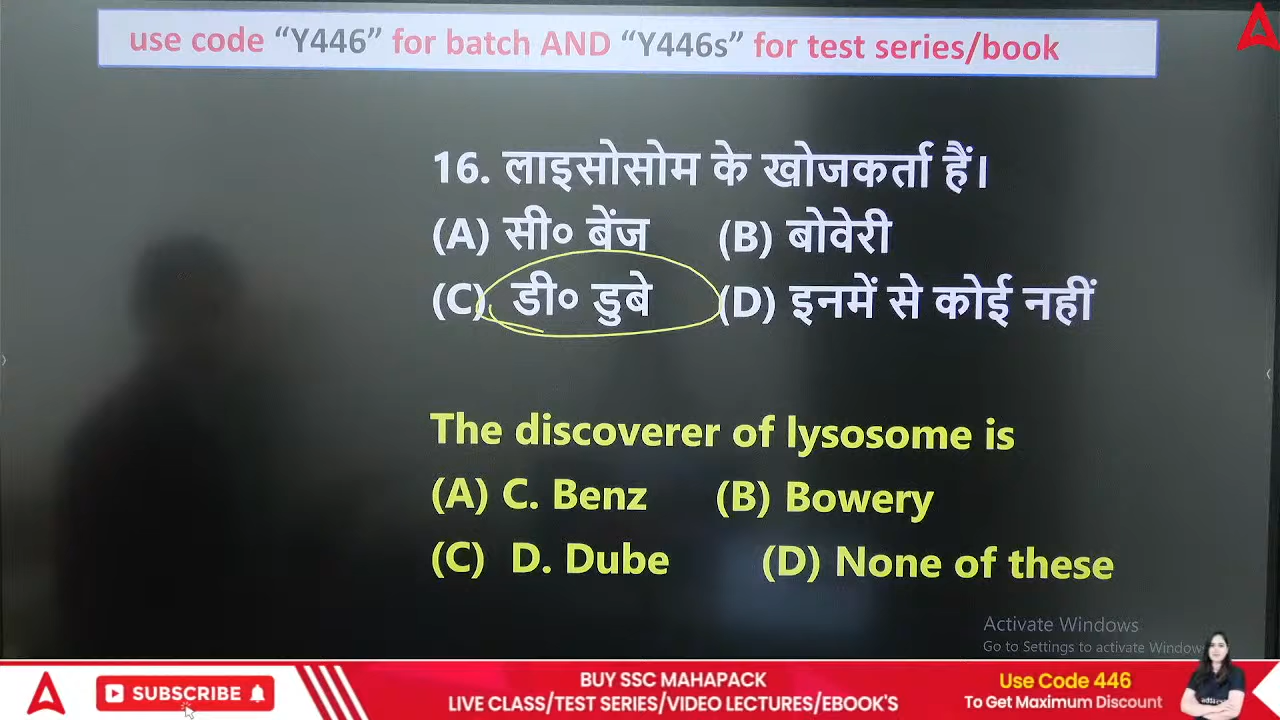 use code “Y446” for batch AND “Y446s” for test series/book
16. लाइसोसोम के खोजकर्ता हैं।
(A) सी० बेंज (B) बोवेरी
(C) डी० डुबे (D) इनमें से कोई नहीं
The discoverer of lysosome is
(A) C. Benz (B) Bowery
(C) D. Dube (D) None of these
Activate Windows
Go to Settings to activate Window
SUBSCRIBE
BUY SSC MAHAPACK
LIVE CLASS/TEST SERIES/VIDEO LECTURES/EBOOK'S
Use Code 446
To Get Maximum Discount